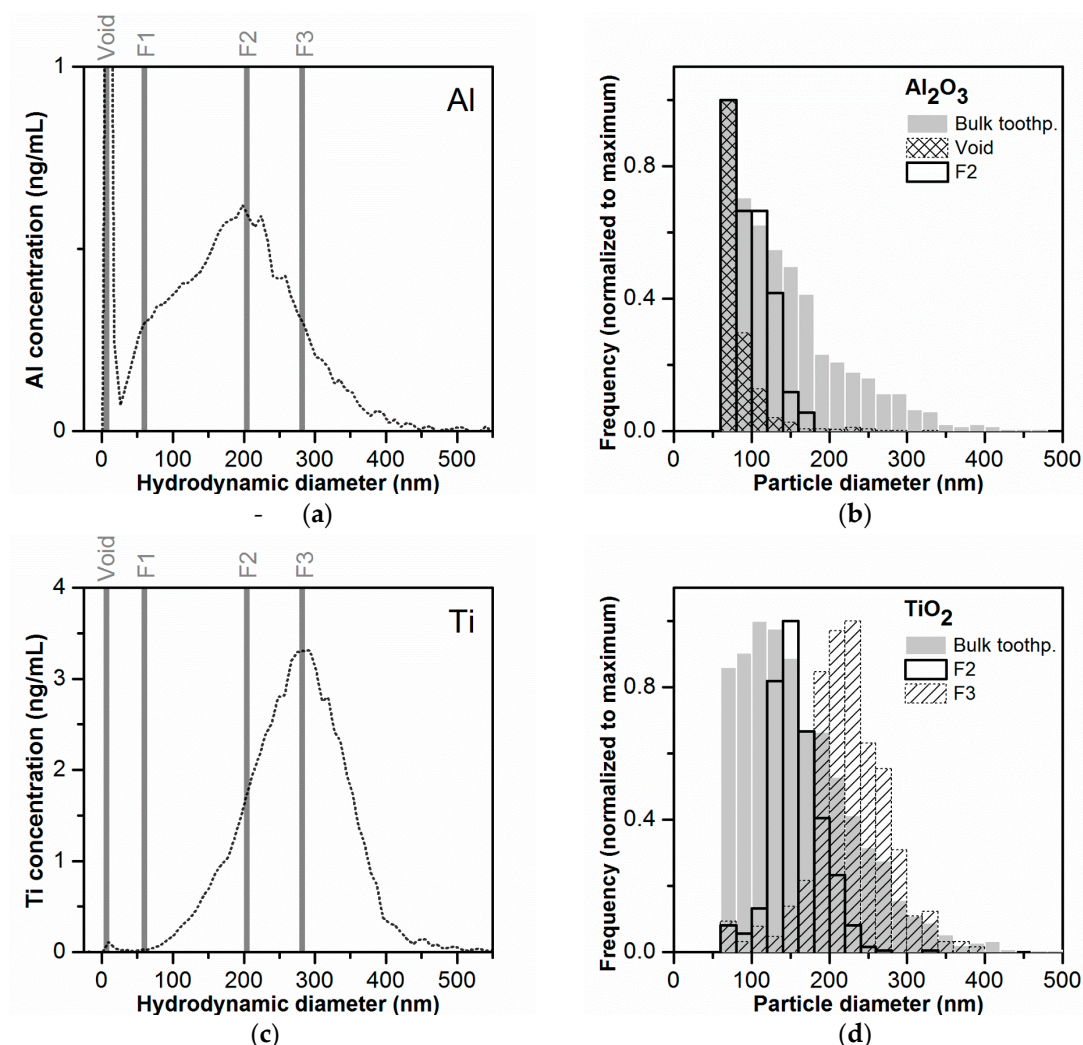 Void F1 F2 F3
Al
1
0
Al concentration (ng/mL)
0 100 200 300 400 500
Hydrodynamic diameter (nm)
- (a)
Al2O3
Bulk toothp.
Void
F2
0.8
0.4
0.0
Frequency (normalized to maximum)
0 100 200 300 400 500
Particle diameter (nm)
(b)
Void F1 F2 F3
Ti
4
3
2
1
0
Ti concentration (ng/mL)
0 100 200 300 400 500
Hydrodynamic diameter (nm)
(c)
TiO2
Bulk toothp.
F2
F3
0.8
0.4
0.0
Frequency (normalized to maximum)
0 100 200 300 400 500
Particle diameter (nm)
(d)